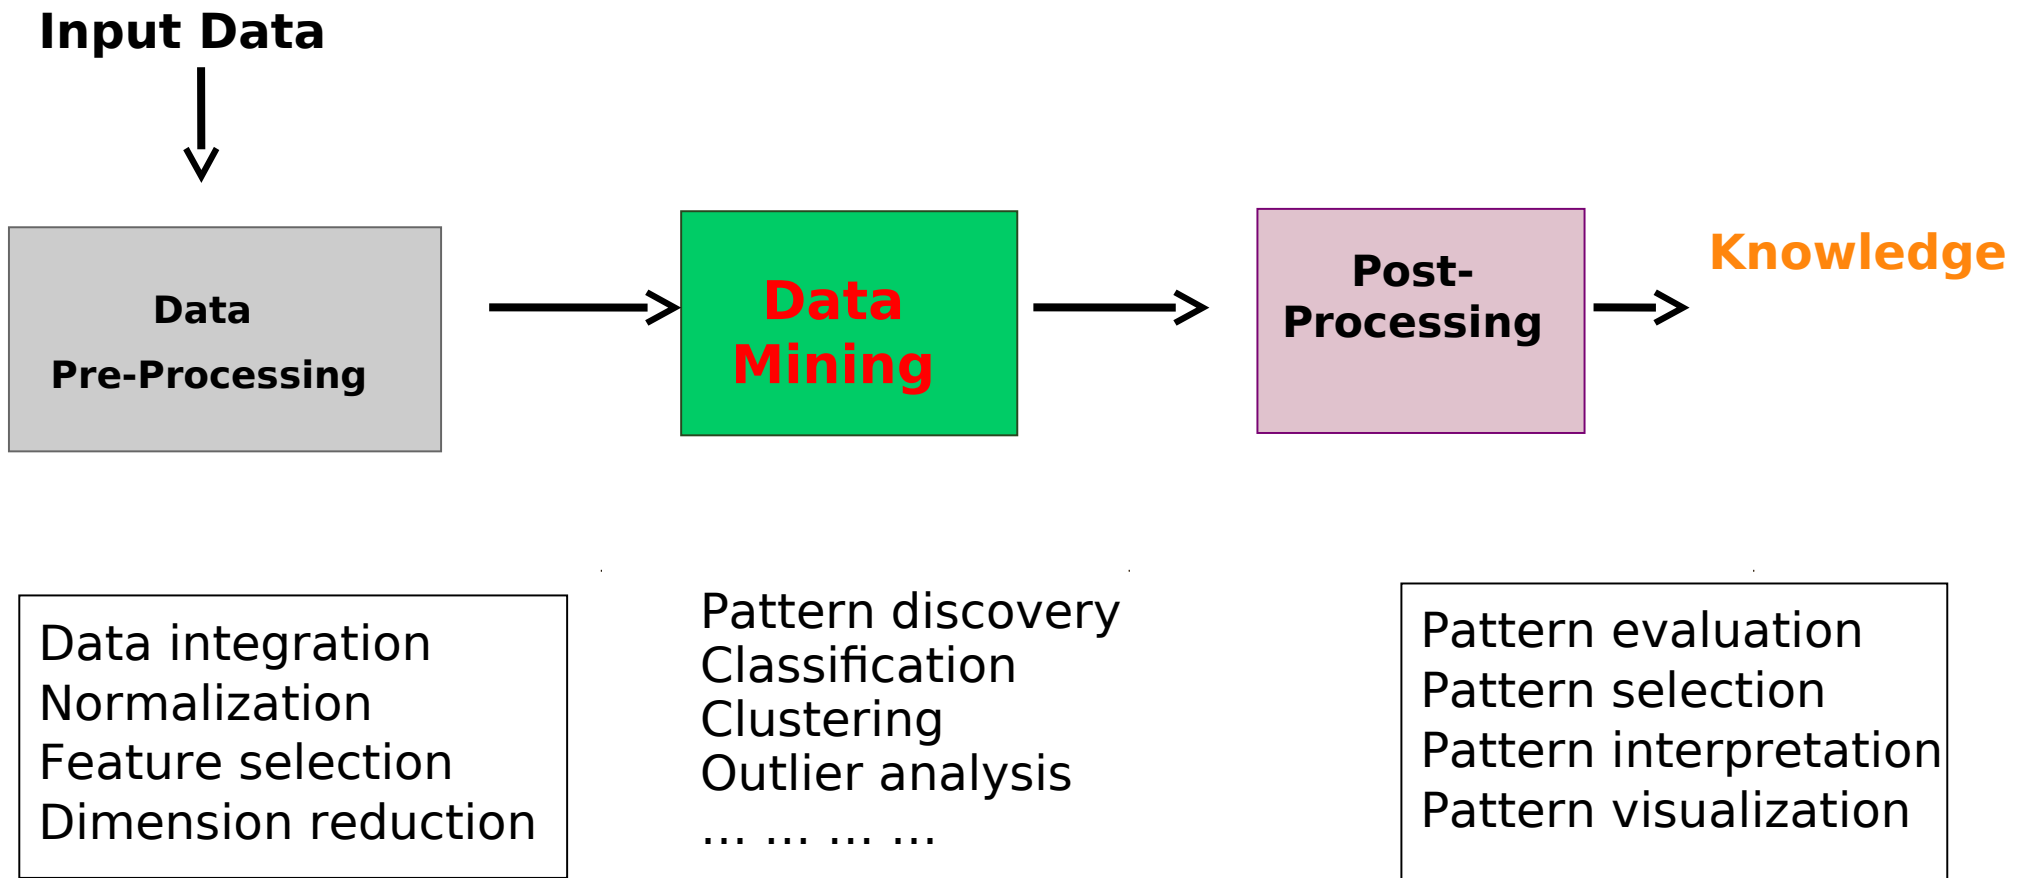 Input Data
Data
Pre-Processing
Data
Mining
Post-
Processing
Knowledge
Data integration
Normalization
Feature selection
Dimension reduction
Pattern discovery
Classification
Clustering
Outlier analysis
… … … …
Pattern evaluation
Pattern selection
Pattern interpretation
Pattern visualization